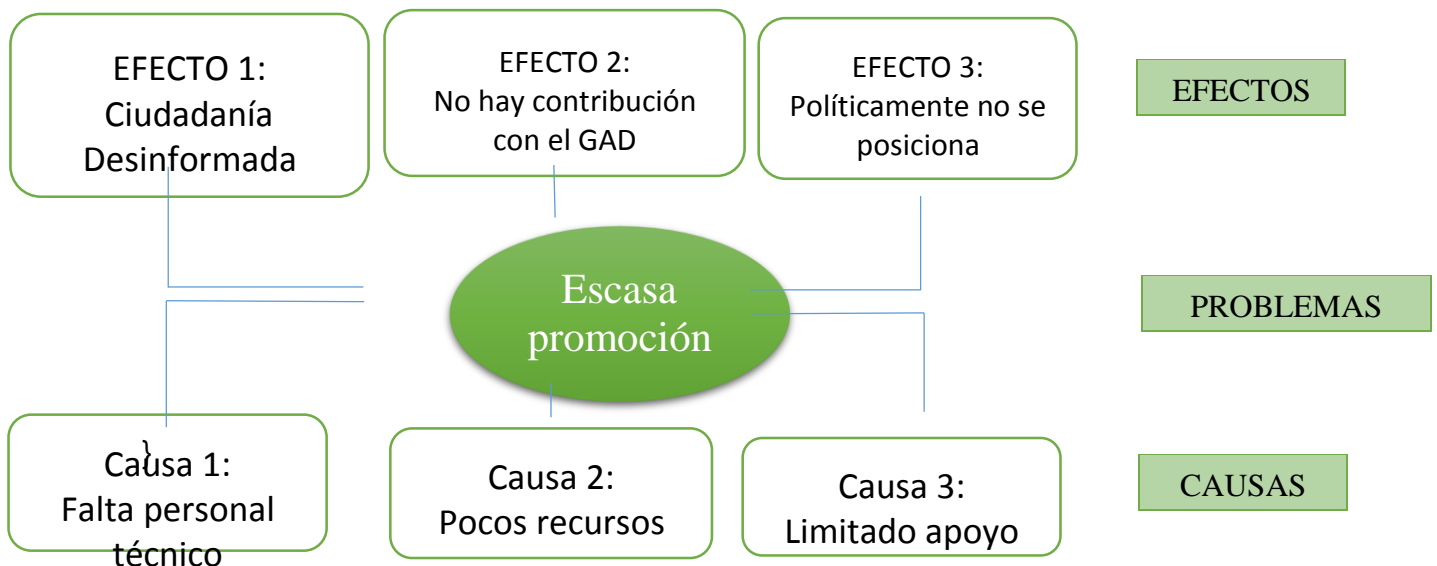 EFECTO 1:
Ciudadanía
Desinformada
EFECTO 2:
No hay contribución
con el GAD
EFECTO 3:
Políticamente no se
posiciona
EFECTOS
Escasa
promoción
PROBLEMAS
}
Causa 1:
Falta personal
técnico
Causa 2:
Pocos recursos
Causa 3:
Limitado apoyo
CAUSAS